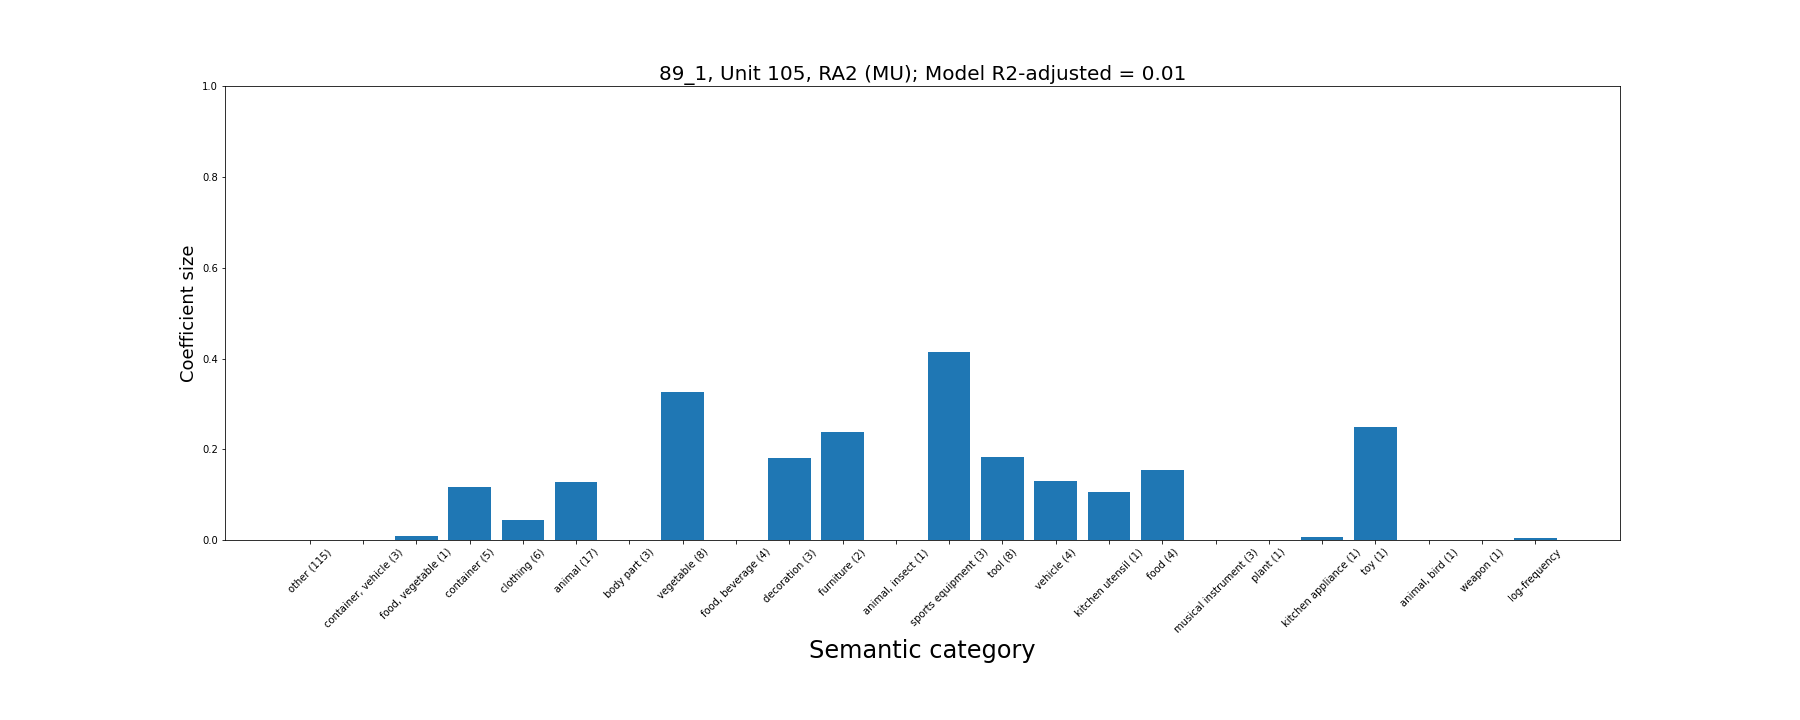 89_1, Unit 105, RA2 (MU); Model R2-adjusted = 0.01
Coefficient size
1.0
0.8
0.6
0.4
0.2
0.0
other (115)
container, vehicle (3)
food, vegetable (1)
container (5)
clothing (6)
animal (17)
body part (3)
vegetable (8)
food, beverage (4)
decoration (3)
furniture (2)
animal, insect (1)
sports equipment (3)
tool (8)
vehicle (4)
kitchen utensil (1)
food (4)
musical instrument (3)
plant (1)
kitchen appliance (1)
toy (1)
animal, bird (1)
weapon (1)
log-frequency
Semantic category